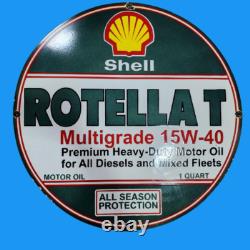 Shell
ROTELLA T
Multigrade 15W-40
Premium Heavy-Duty Motor Oil
for All Diesels and Mixed Fleets
MOTOR OIL 1 QUART
ALL SEASON
PROTECTION